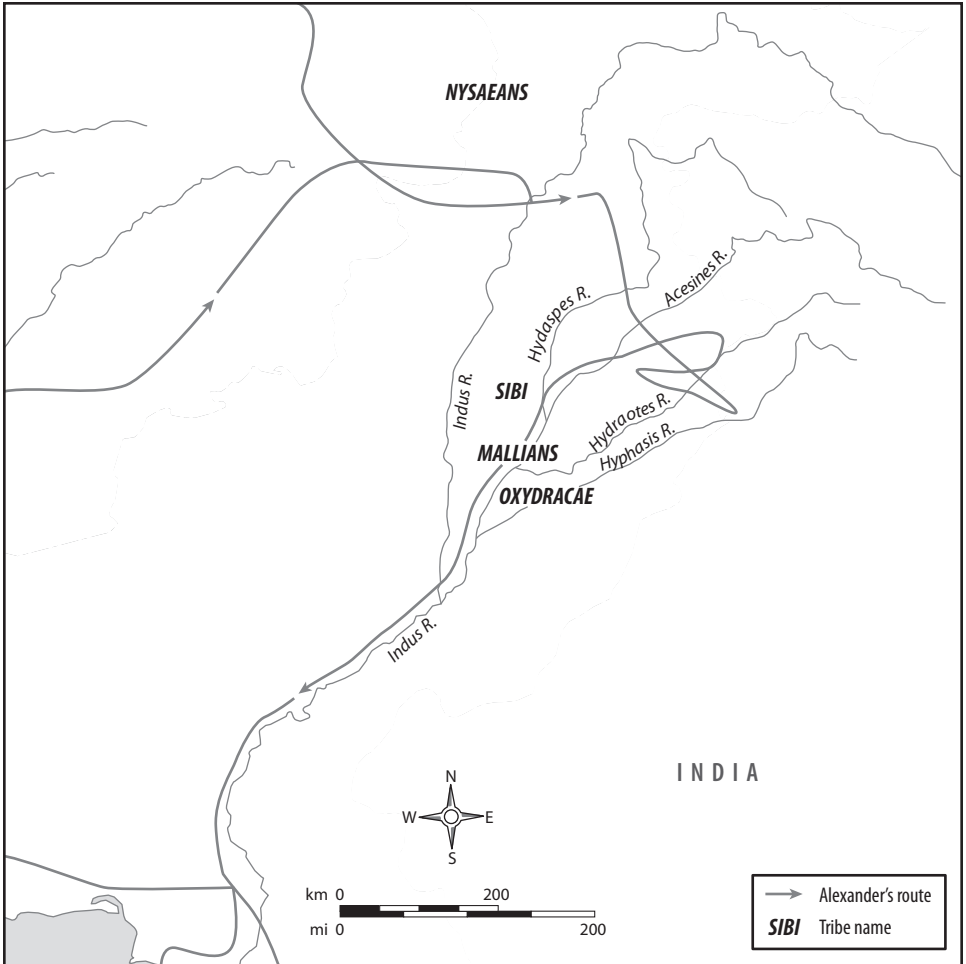 NYSAEANS
Acesines R.
Hydaspes R.
Indus R.
SIBI
Hydraotes R.
Hyphasis R.
MALLIANS
OXYDRACAE
Indus R.
INDIA
N
W E
S
km 0 200
mi 0 200
Alexander's route
SIBI Tribe name